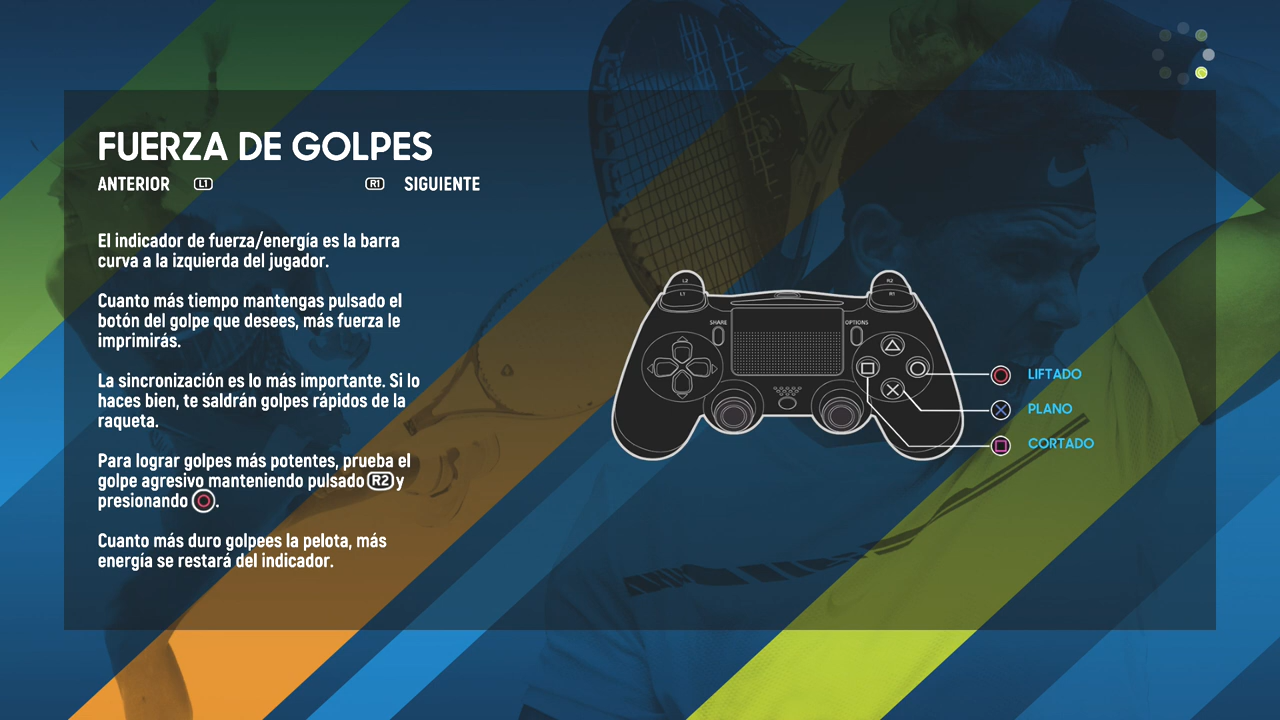 FUERZA DE GOLPES
ANTERIOR L1 R1 SIGUIENTE
El indicador de fuerza/energía es la barra
curva a la izquierda del jugador.
Cuanto más tiempo mantengas pulsado el
botón del golpe que desees, más fuerza le
imprimirás.
La sincronización es lo más importante. Si lo
haces bien, te saldrán golpes rápidos de la
raqueta.
Para lograr golpes más potentes, prueba el
golpe agresivo manteniendo pulsado R2 y
presionando .
Cuanto más duro golpees la pelota, más
energía se restará del indicador.
L2
L1
R2
R1
SHARE
OPTIONS
LIFTADO
PLANO
CORTADO